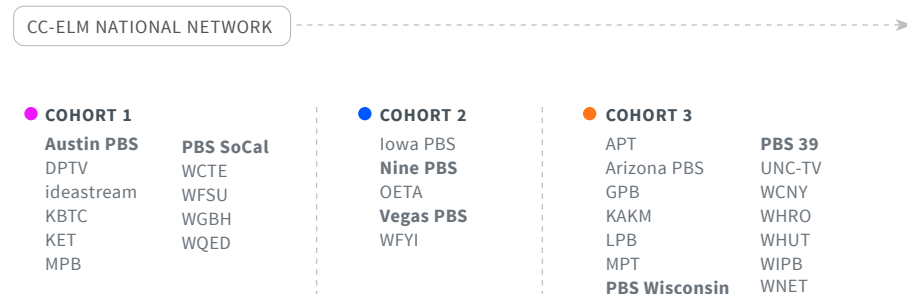 CC-ELM NATIONAL NETWORK
COHORT 1
Austin PBS
DPTV
ideastream
KBTC
KET
MPB
PBS SoCal
WCTE
WFSU
WGBH
WQED
COHORT 2
Iowa PBS
Nine PBS
OETA
Vegas PBS
WFYI
COHORT 3
APT
Arizona PBS
GPB
KAKM
LPB
MPT
PBS Wisconsin
PBS 39
UNC-TV
WCNY
WHRO
WHUT
WIPB
WNET